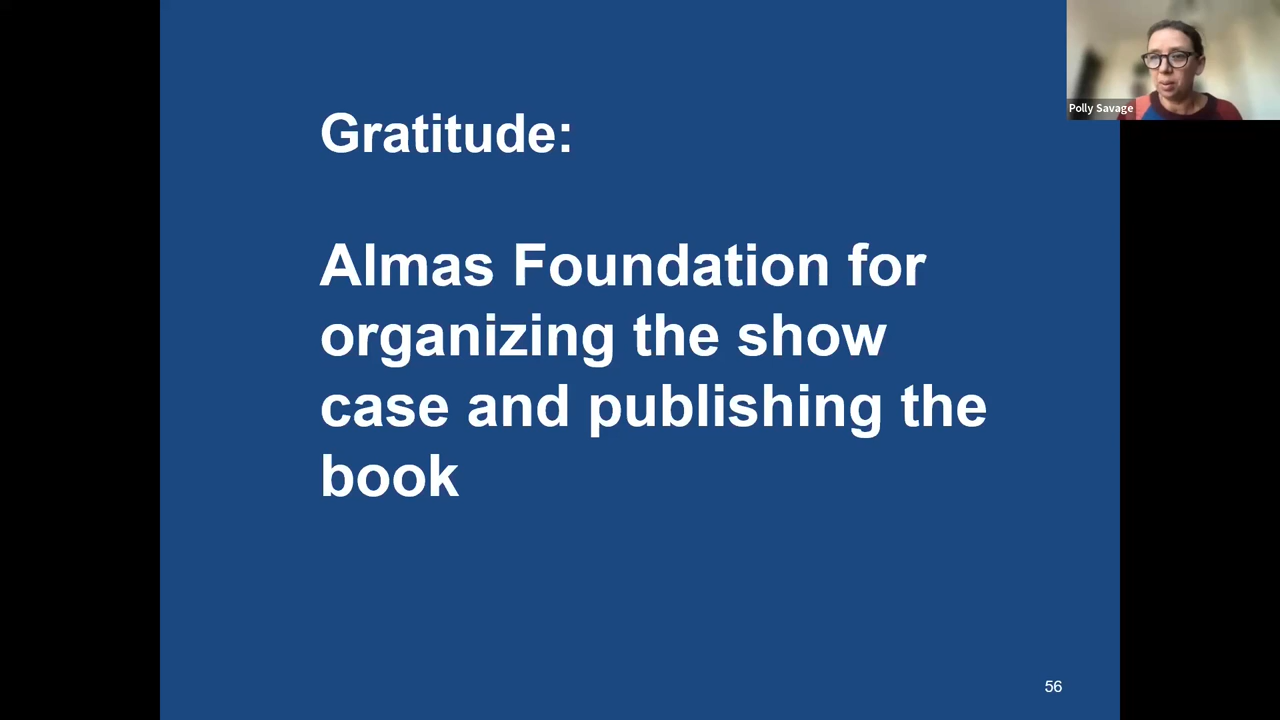 Polly Savage
Gratitude:
Almas Foundation for
organizing the show
case and publishing the
book
56